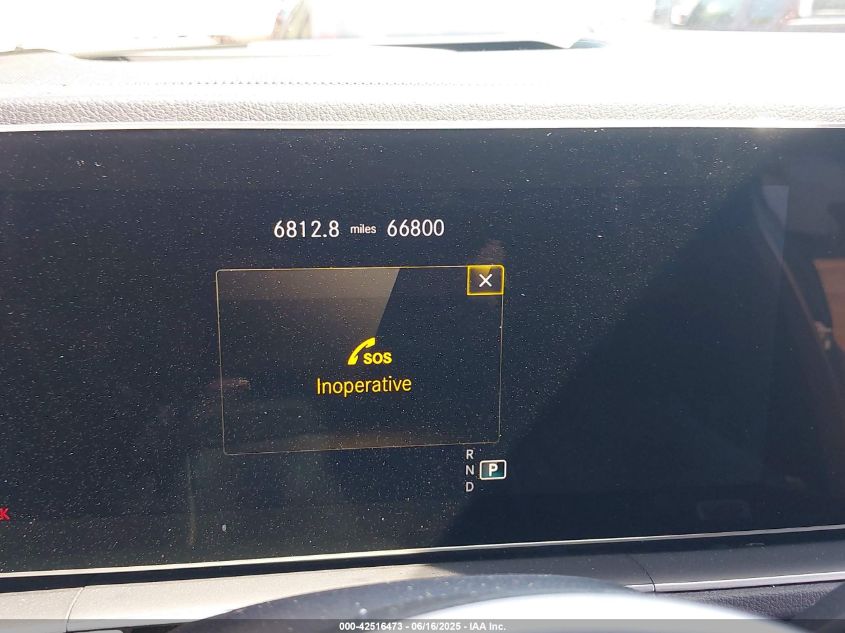 6812.8 miles 66800
X
SOS
Inoperative
R
N P
D
K
000-42516473 - 06/16/2025 - IAA Inc.